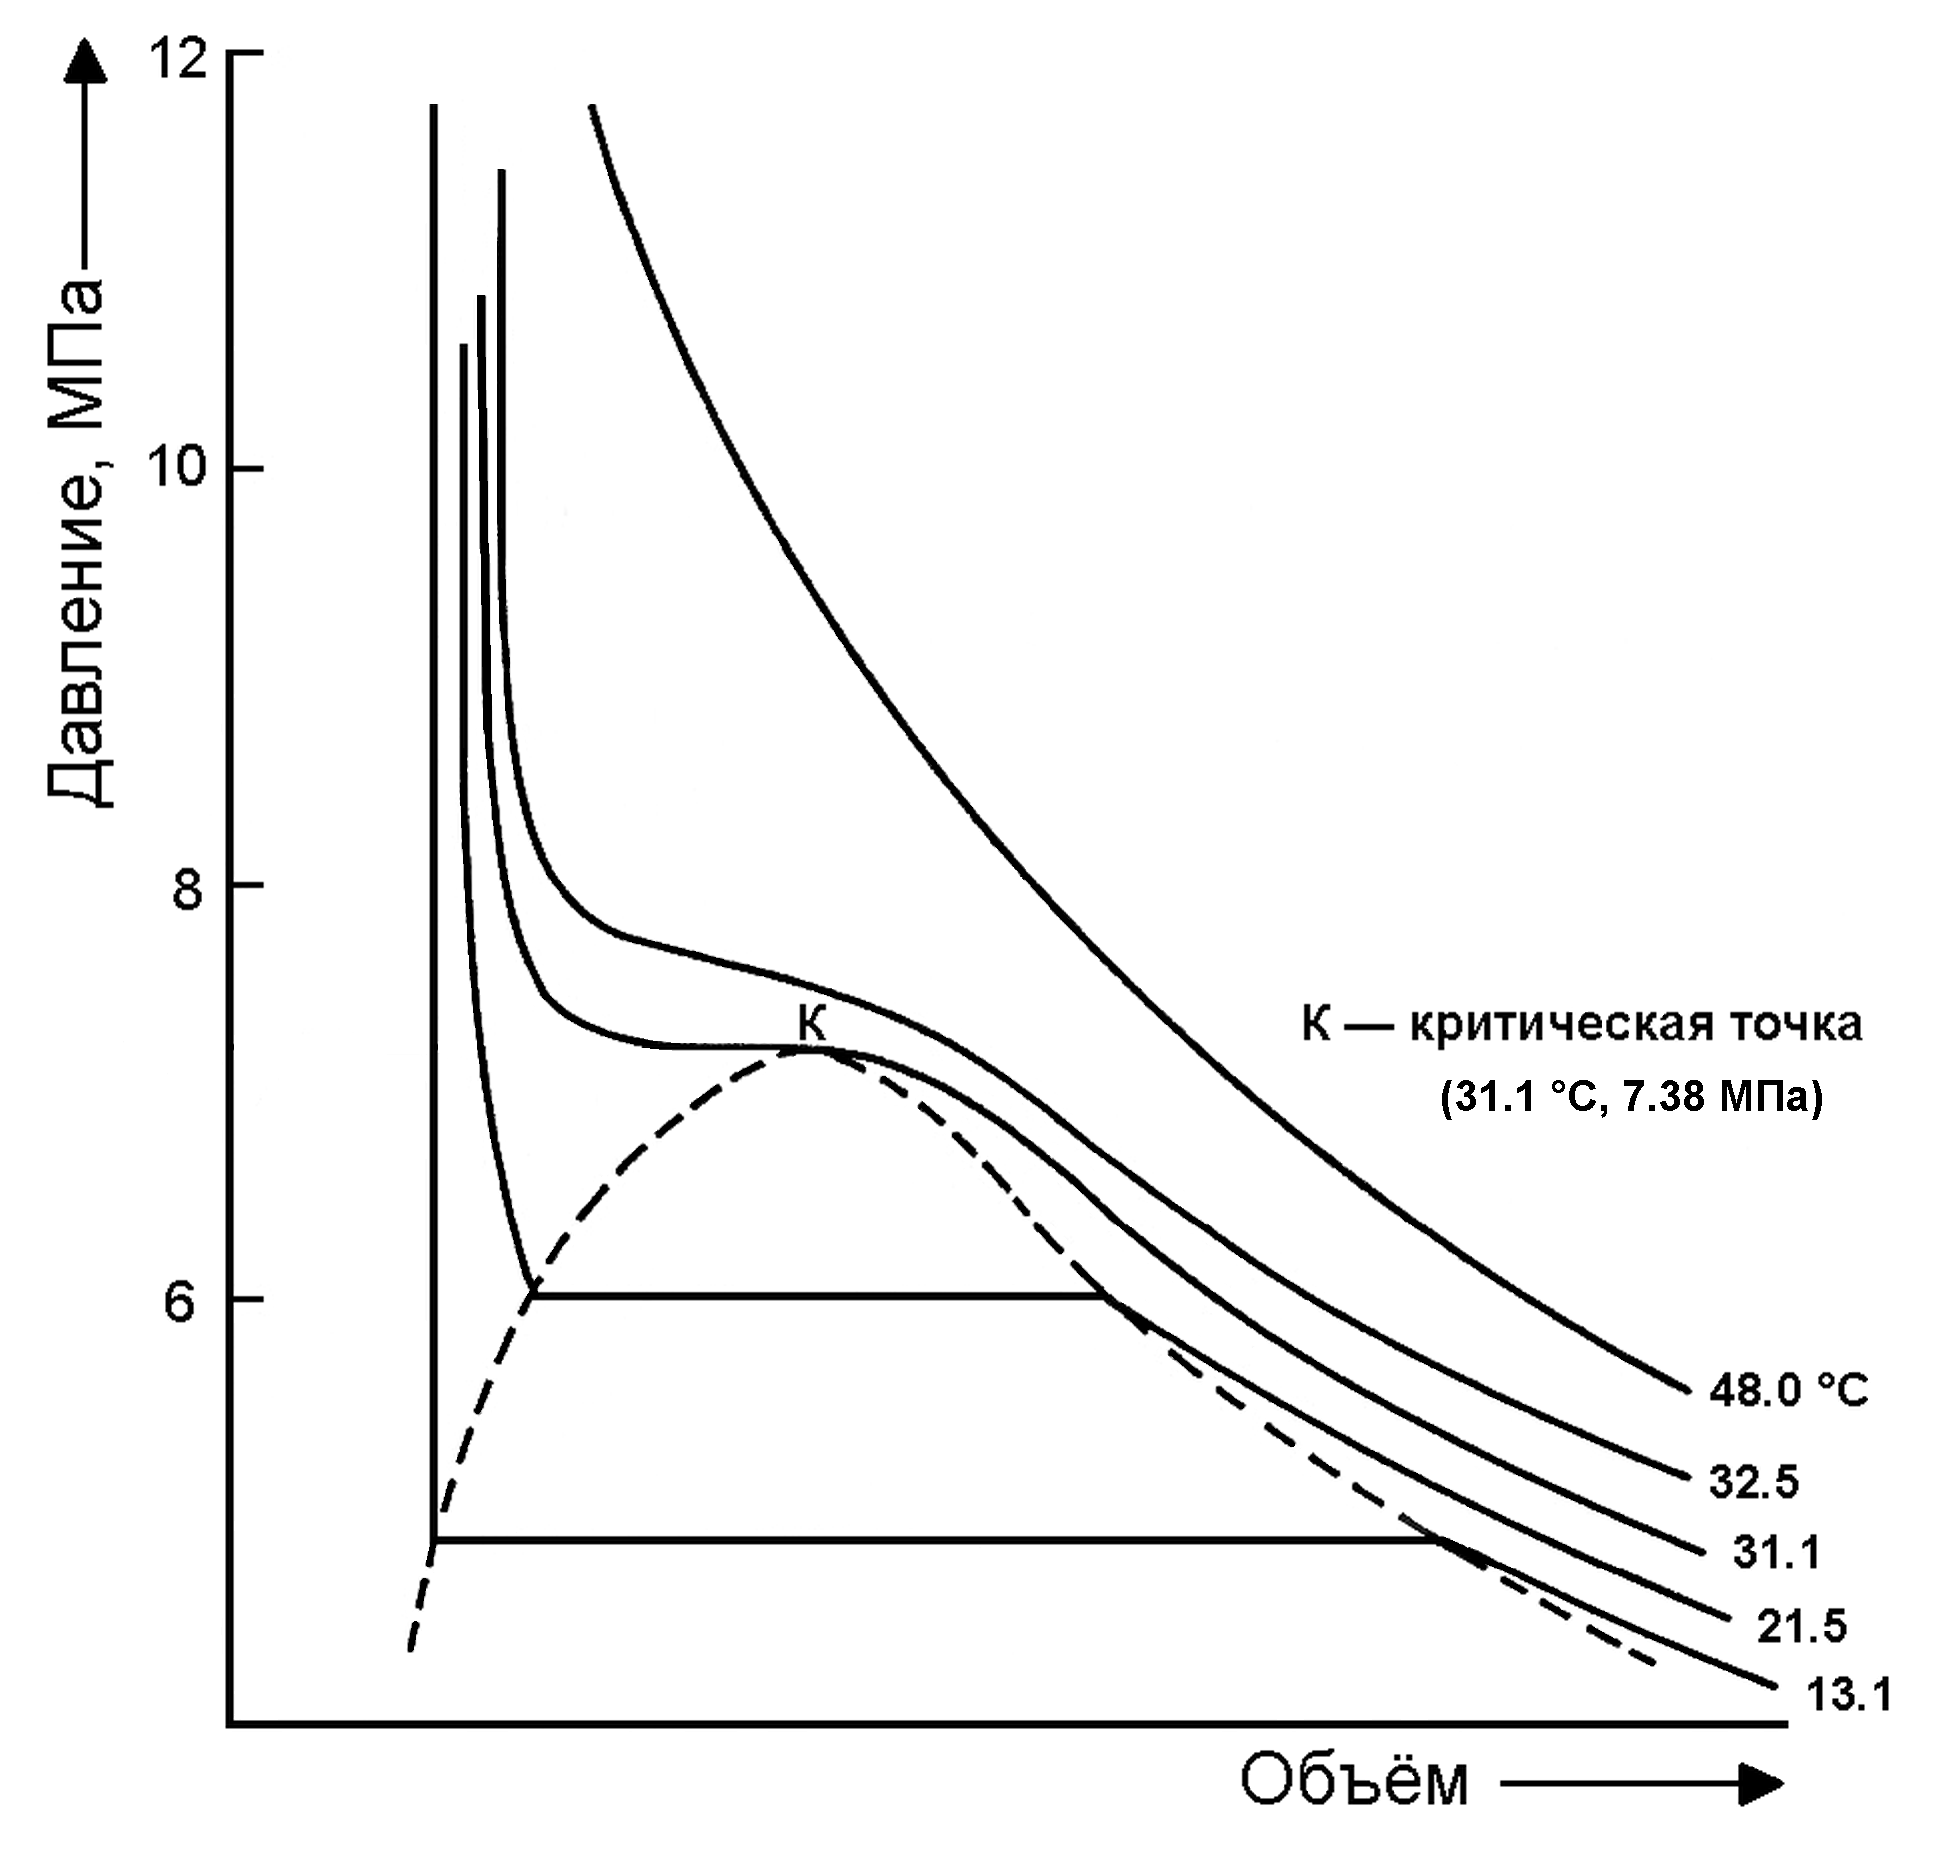 12
Давление, МПа
10
8
К
К — критическая точка
(31.1 °C, 7.38 МПа)
6
48.0 °C
32.5
31.1
21.5
13.1
Объём